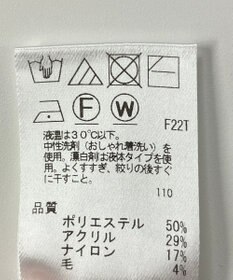 F W
F22T
液温は30℃以下。
中性洗剤(おしゃれ着洗い)を
使用。漂白剤は液体タイプを使
用。よくすすぎ、絞りの後すぐ
に干すこと。
110
品質
ポリエステル 50%
アクリル 29%
ナイロン 17%
毛 4%